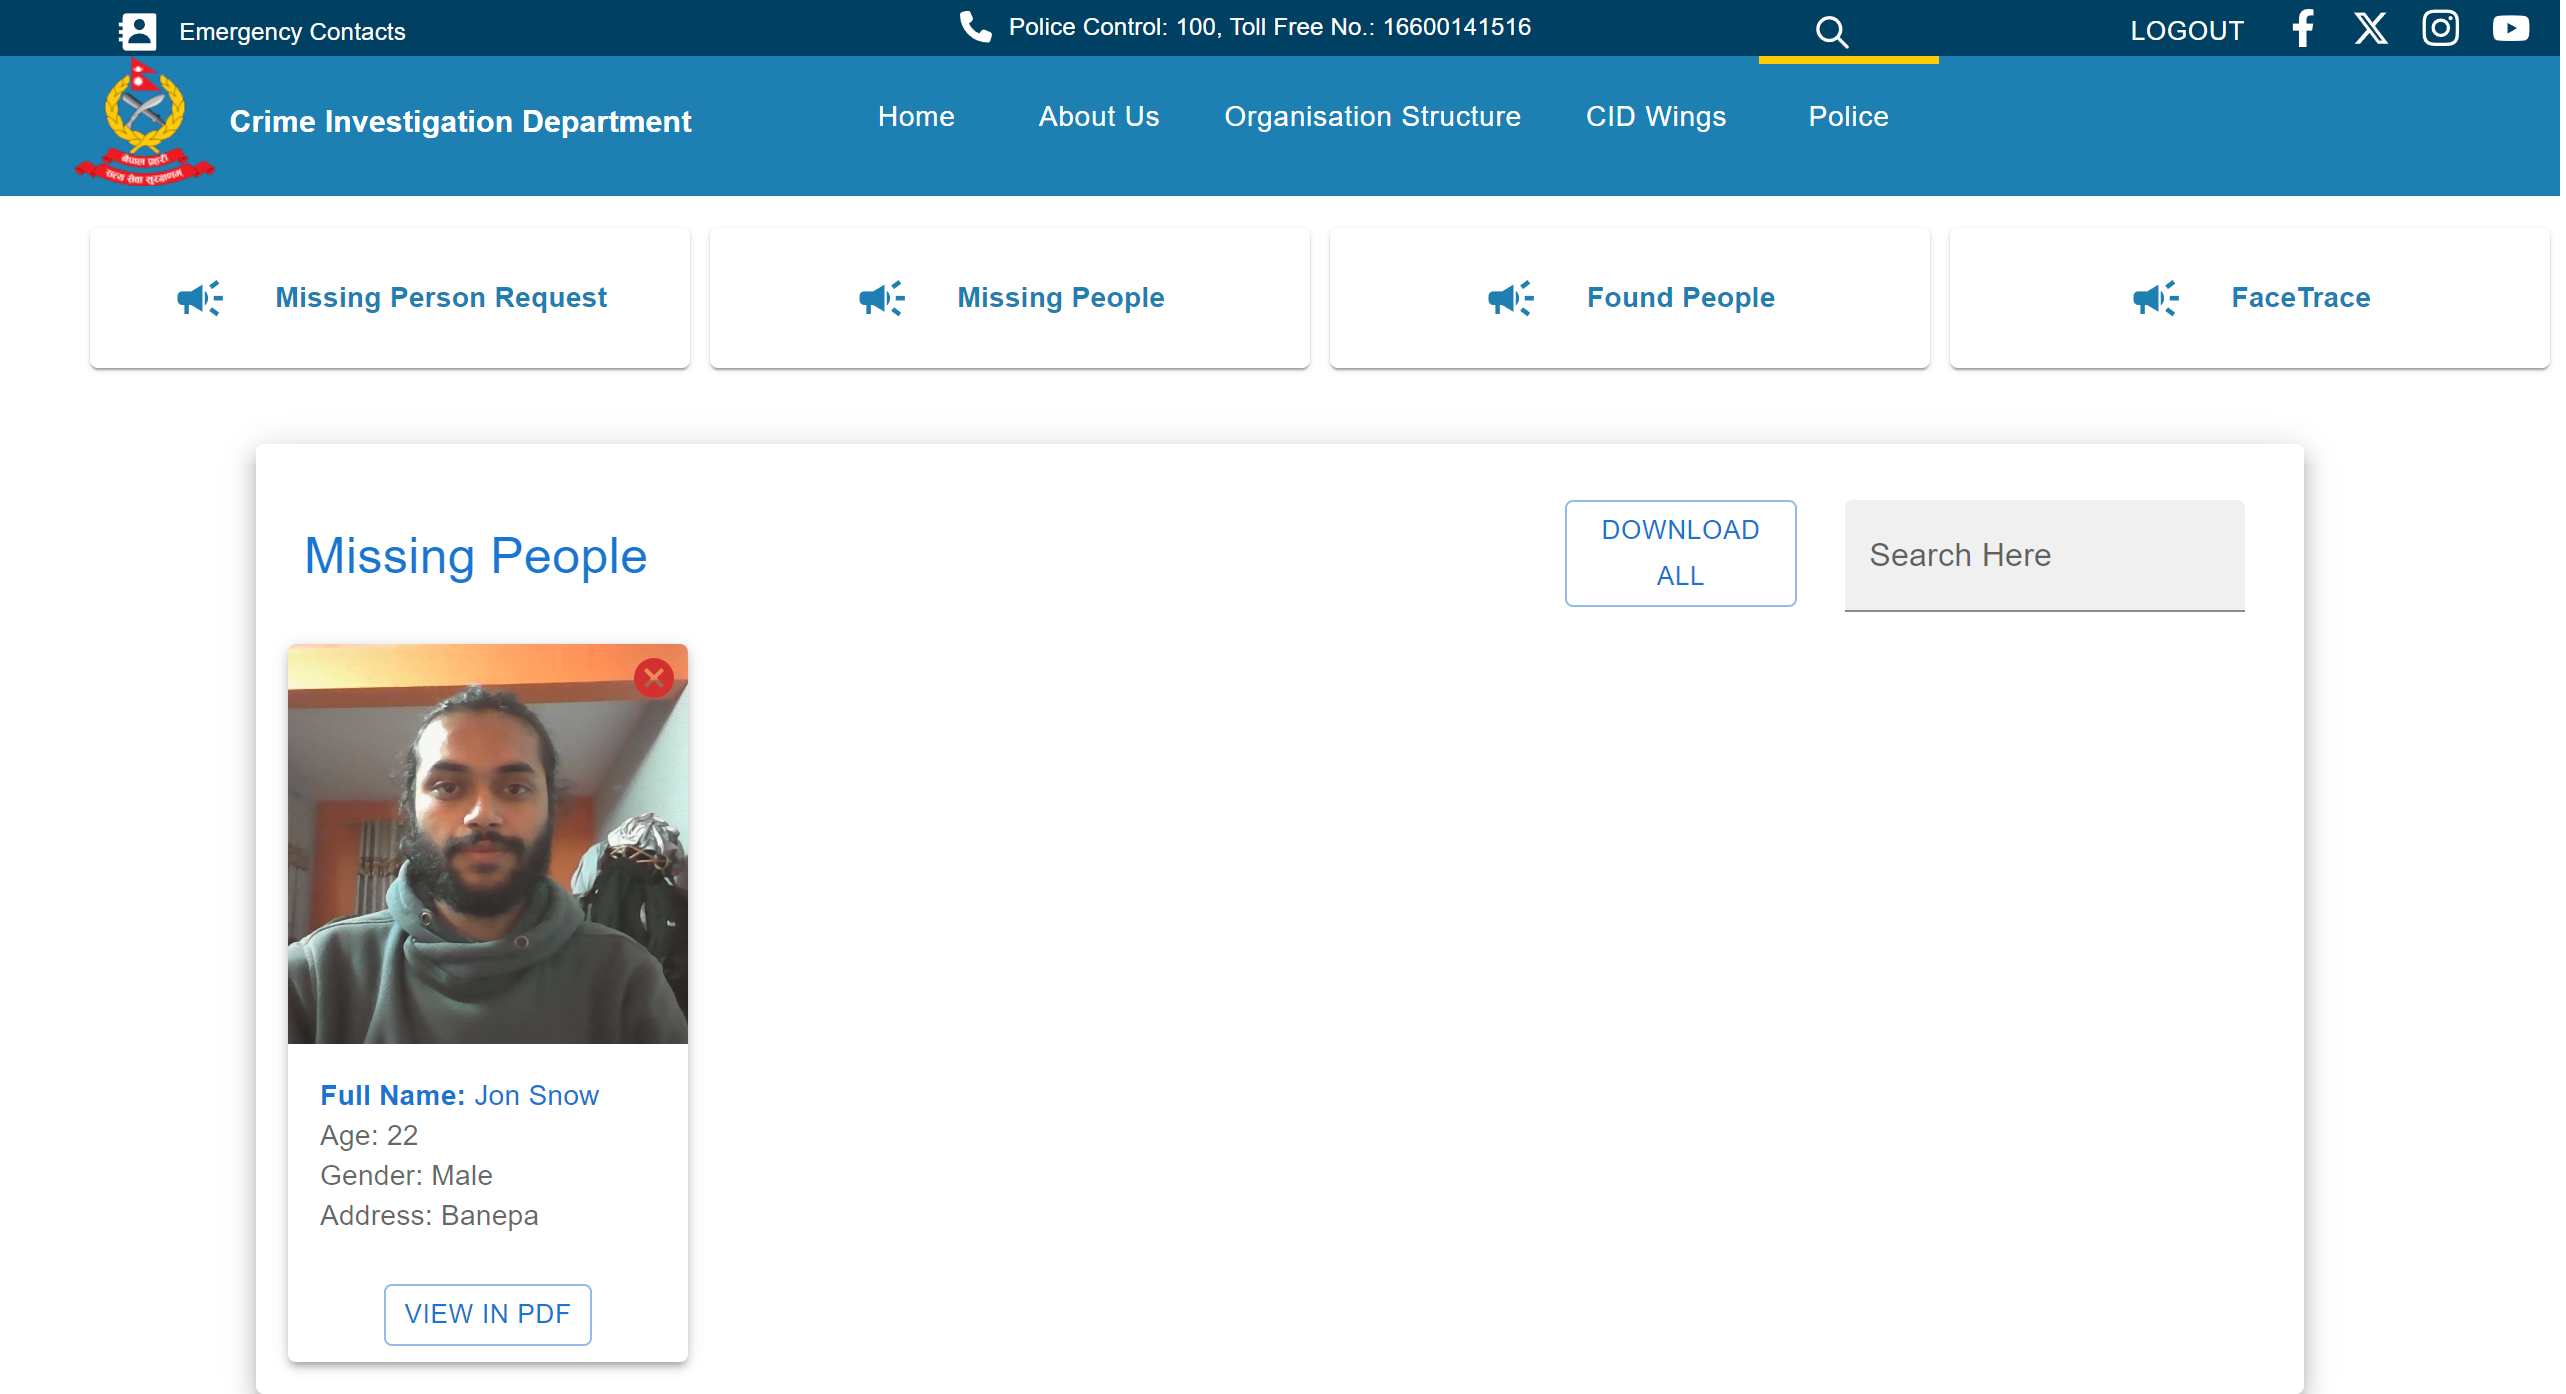 Emergency Contacts
Police Control: 100, Toll Free No.: 16600141516
LOGOUT
नेपाल प्रहरी
सत्य सेवा सुरक्षणम्
Crime Investigation Department
Home
About Us
Organisation Structure
CID Wings
Police
Missing Person Request
Missing People
Found People
FaceTrace
Missing People
DOWNLOAD
ALL
Search Here
Full Name: Jon Snow
Age: 22
Gender: Male
Address: Banepa
VIEW IN PDF